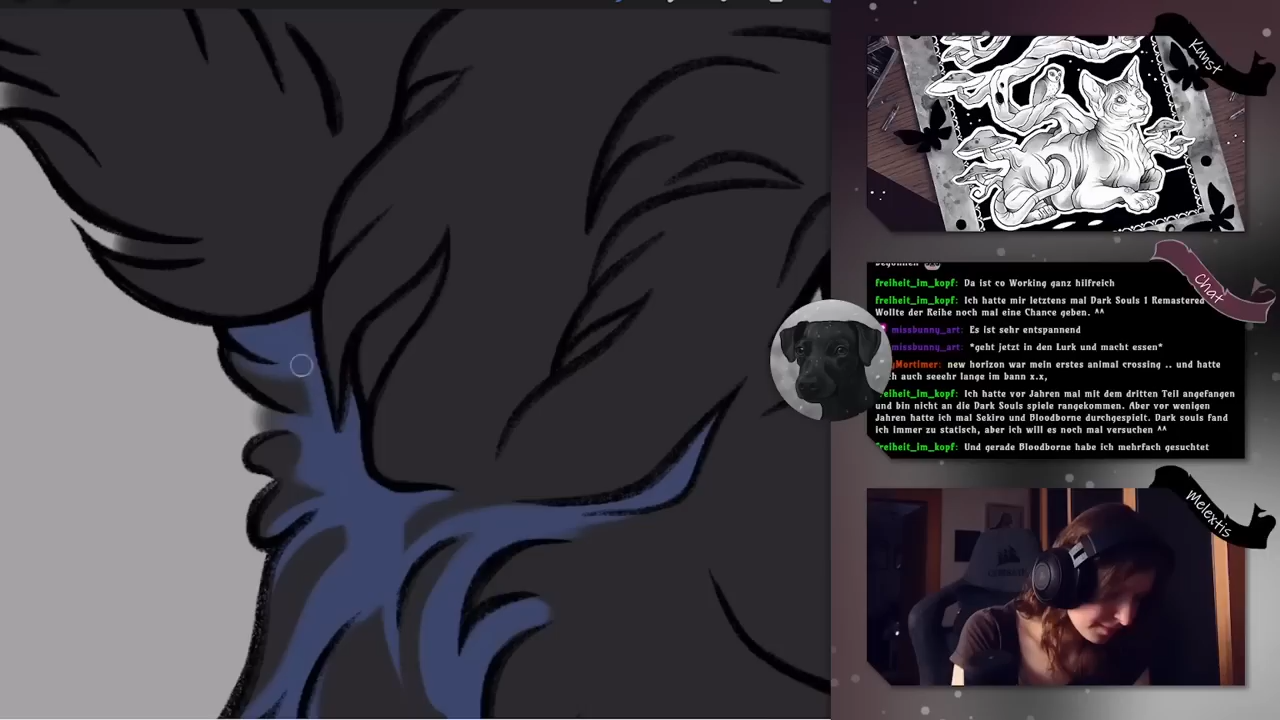 Kunst
Chat
freiheit_im_kopf: Da ist co Working ganz hilfreich
freiheit_im_kopf: Ich hatte mir letztens mal Dark Souls 1 Remastered
Wollte der Reihe noch mal eine Chance geben. ^^
missbunny_art: Es ist sehr entspannend
missbunny_art: *geht jetzt in den Lurk und macht essen*
yMortimer: new horizon war mein erstes animal crossing .. und hatte
ch auch seeehr lange im bann x.x,
freiheit_im_kopf: Ich hatte vor Jahren mal mit dem dritten Teil angefangen
und bin nicht an die Dark Souls spiele rangekommen. Aber vor wenigen
Jahren hatte ich mal Sekiro und Bloodborne durchgespielt. Dark souls fand
ich immer zu statisch, aber ich will es noch mal versuchen ^^
freiheit_im_kopf: Und gerade Bloodborne habe ich mehrfach gesuchtet
Melextis